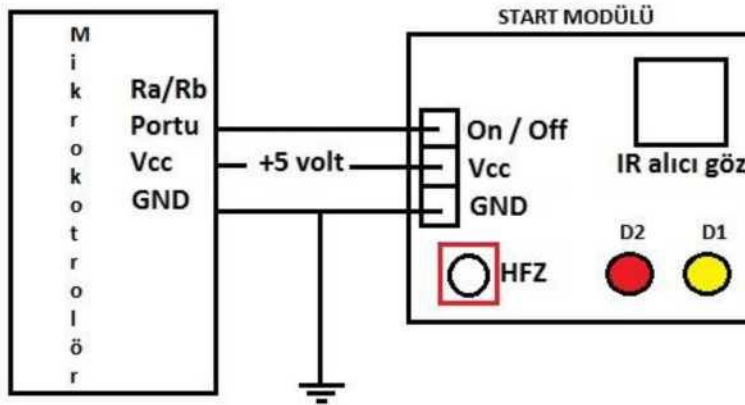 START MODÜLÜ
Mikrokotrolör
Ra/Rb
Portu
Vcc
GND
+5 volt
On / Off
Vcc
GND
IR alıcı göz
HFZ
D2
D1